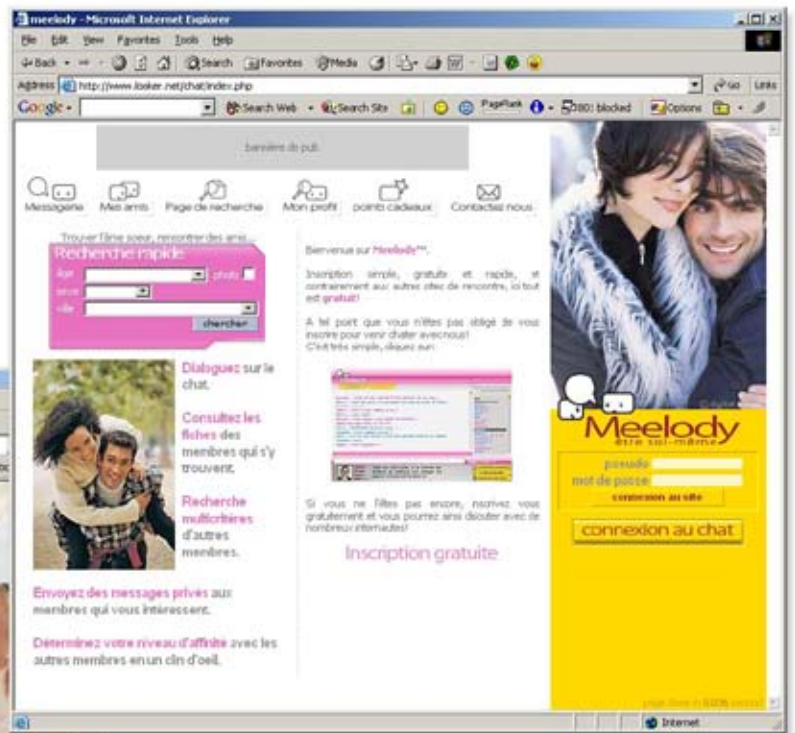 meelody - Microsoft Internet Explorer
File Edit View Favorites Tools Help
Back Search Favorites Media
Address http://www.looker.net/chat/index.php Go Links
Google Search Web Search Site PageRank 380 blocked Options
bannière de pub
Messagerie Mes amis Page de recherche Mon profil points cadeaux Contactez nous
Trouver l'âme soeur, rencontrer des amis...
Recherche rapide
âge photo
sexe
ville
chercher
Dialoguez sur le
chat.
Consultez les
fiches des
membres qui s'y
trouvent.
Recherche
multicritères
d'autres
membres.
Envoyez des messages privés aux
membres qui vous intéressent.
Déterminez votre niveau d'affinité avec les
autres membres en un clin d'oeil.
Bienvenue sur Meelody™.
Inscription simple, gratuite et rapide, et
contrairement aux autres sites de rencontre, ici tout
est gratuit!
A tel point que vous n'êtes pas obligé de vous
inscrire pour venir chater avec nous!
C'est très simple, cliquez sur:
Si vous ne l'êtes pas encore, inscrivez vous
gratuitement et vous pourrez ainsi discuter avec de
nombreux internautes!
Inscription gratuite
Meelody
être soi-même
pseudo
mot de passe
connexion au site
connexion au chat
Internet